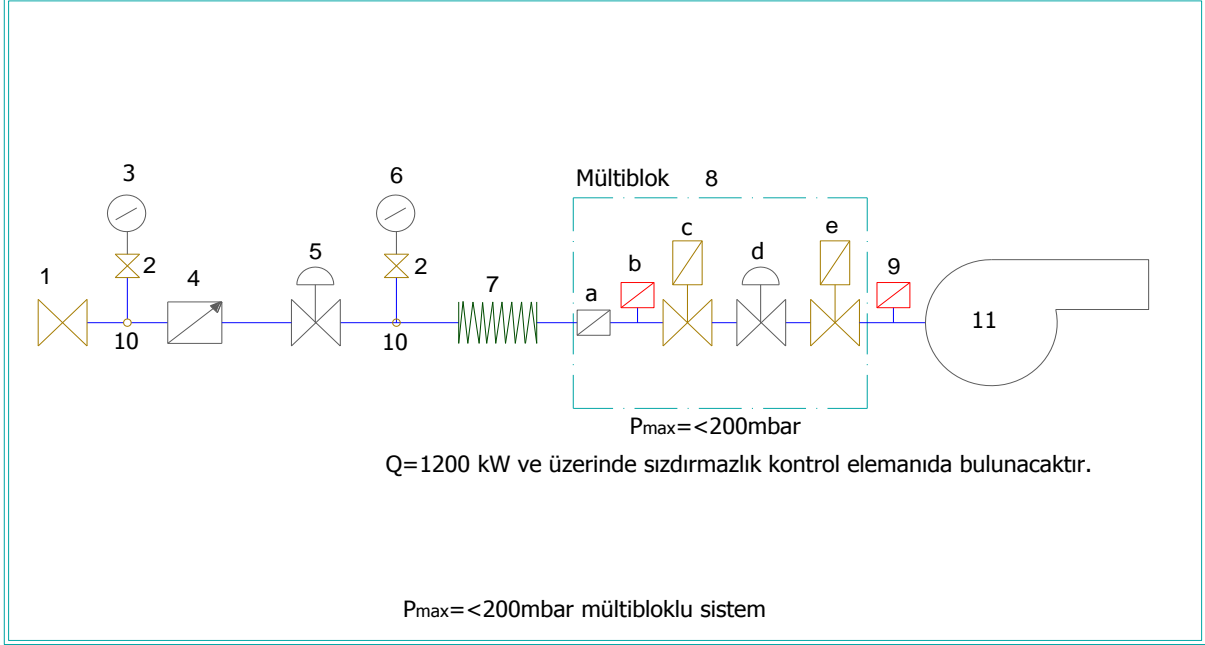 3
6
Mültiblok 8
c
e
5
d
1
2
4
2
7
b
9
a
10
10
11
Pmax=<200mbar
Q=1200 kW ve üzerinde sızdırmazlık kontrol elemanıda bulunacaktır.
Pmax=<200mbar mültibloklu sistem